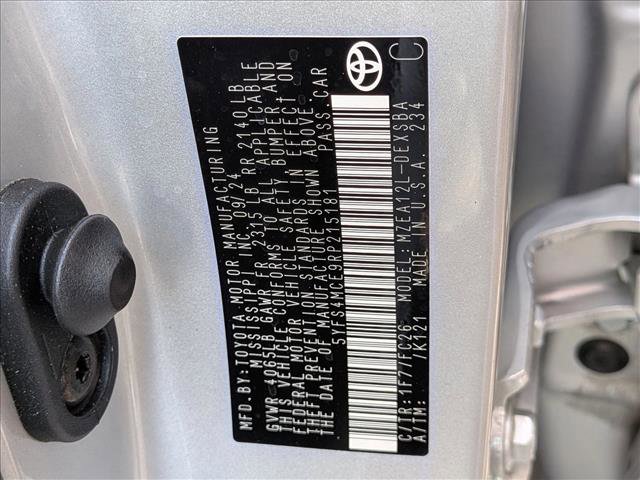 MFD.BY:TOYOTA MOTOR MANUFACTURING
MISSISSIPPI INC. 09/24
GVWR 4065LB GAWR FR 2315 LB RR 2140 LB
THIS VEHICLE CONFORMS TO ALL APPLICABLE
FEDERAL MOTOR VEHICLE SAFETY, BUMPER, AND
THEFT PREVENTION STANDARDS IN EFFECT ON
THE DATE OF MANUFACTURE SHOWN ABOVE.
5YFS4MCE9RP215181 PASS. CAR
C/TR:1F7/FC26 MZEA12L-DEXSBA
A/TM: /K121 MADE IN U.S.A. 234
C